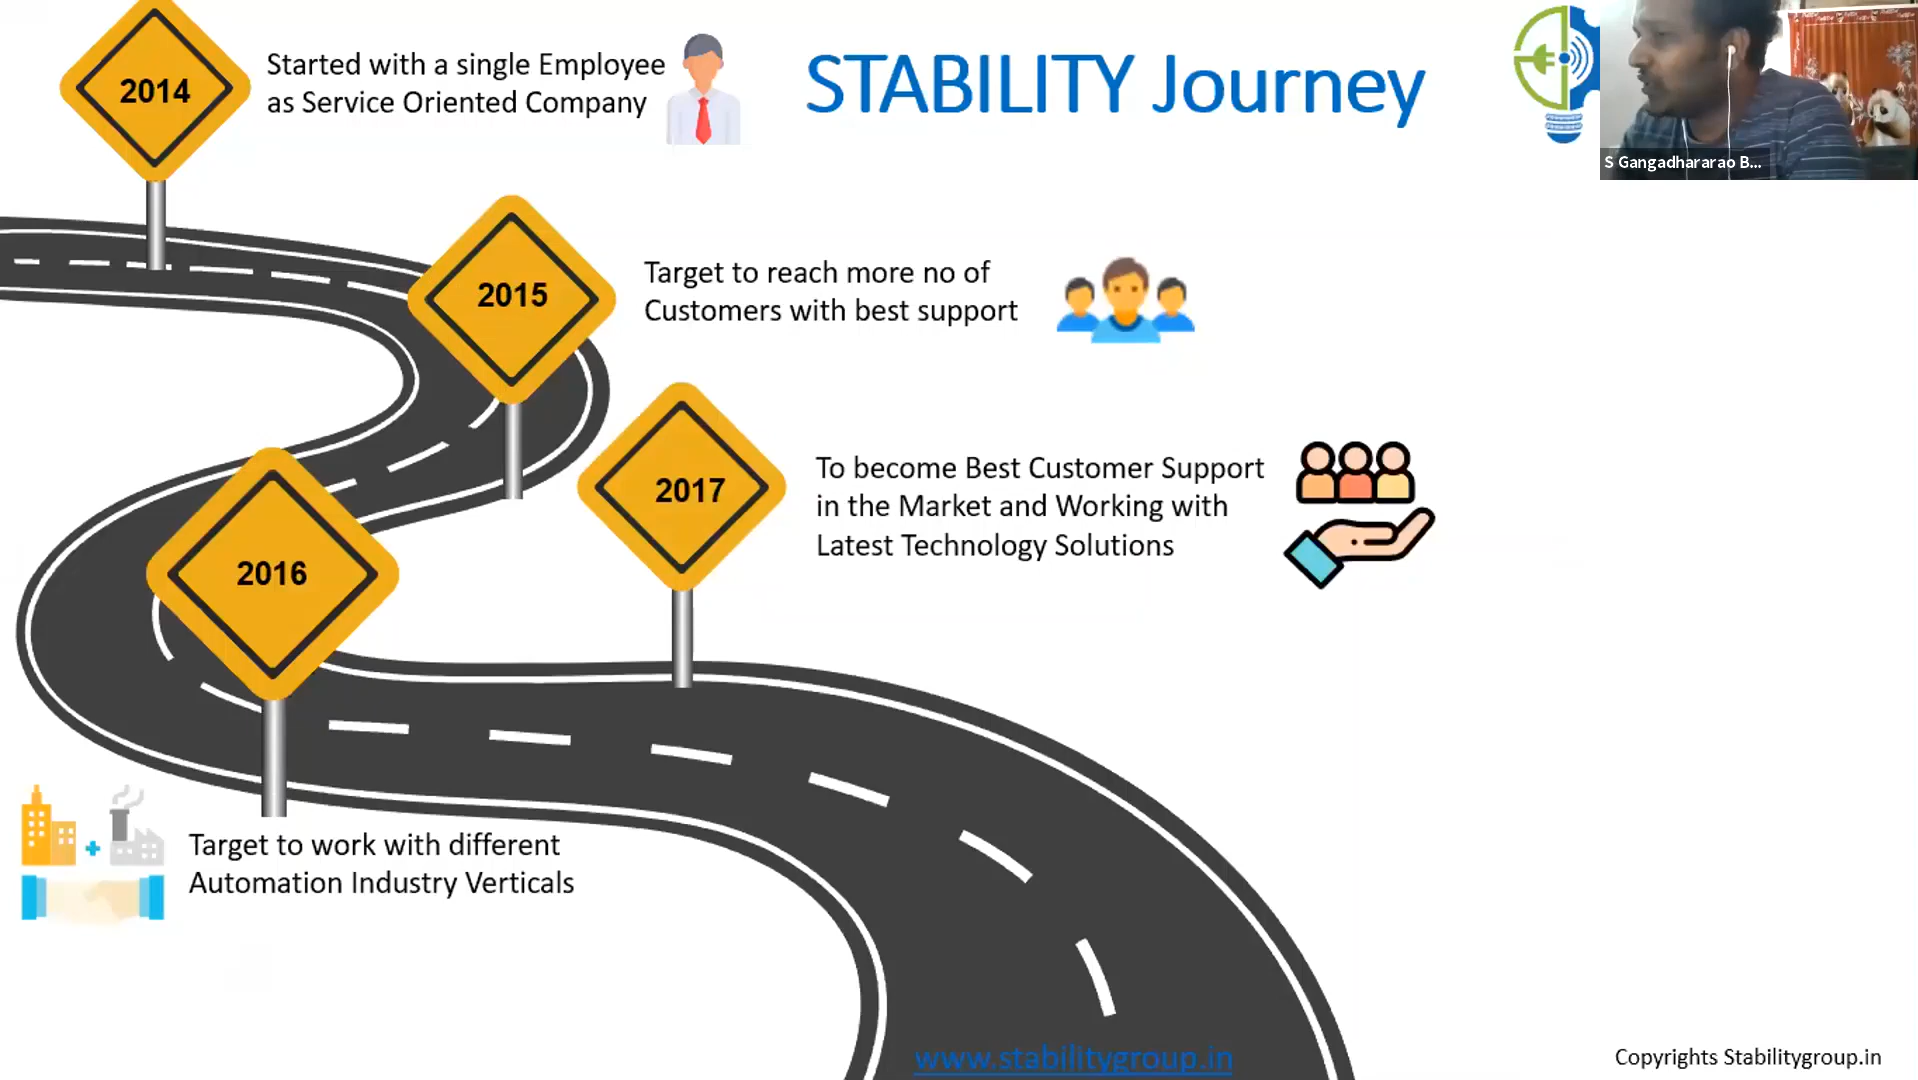 2014
Started with a single Employee
as Service Oriented Company
STABILITY Journey
S Gangadhararao B...
2015
Target to reach more no of
Customers with best support
2017
To become Best Customer Support
in the Market and Working with
Latest Technology Solutions
2016
Target to work with different
Automation Industry Verticals
www.stabilitygroup.in
Copyrights Stabilitygroup.in